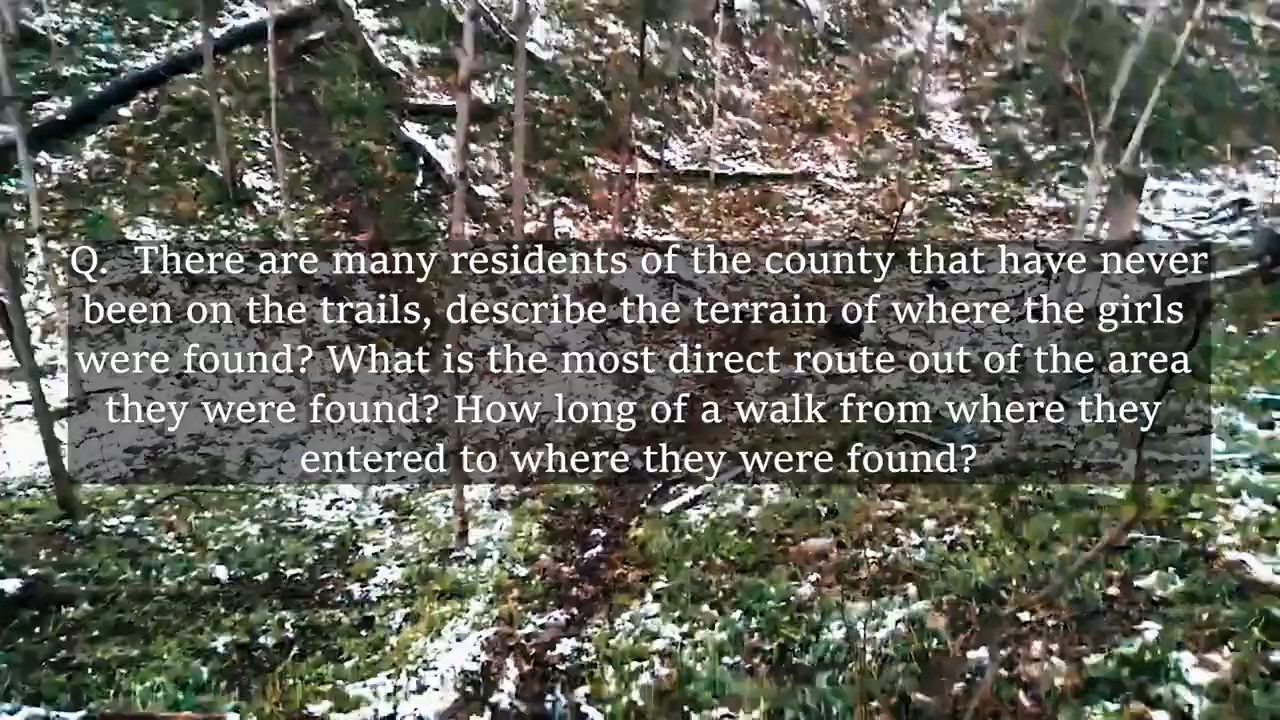 Q. There are many residents of the county that have never
been on the trails, describe the terrain of where the girls
were found? What is the most direct route out of the area
they were found? How long of a walk from where they
entered to where they were found?